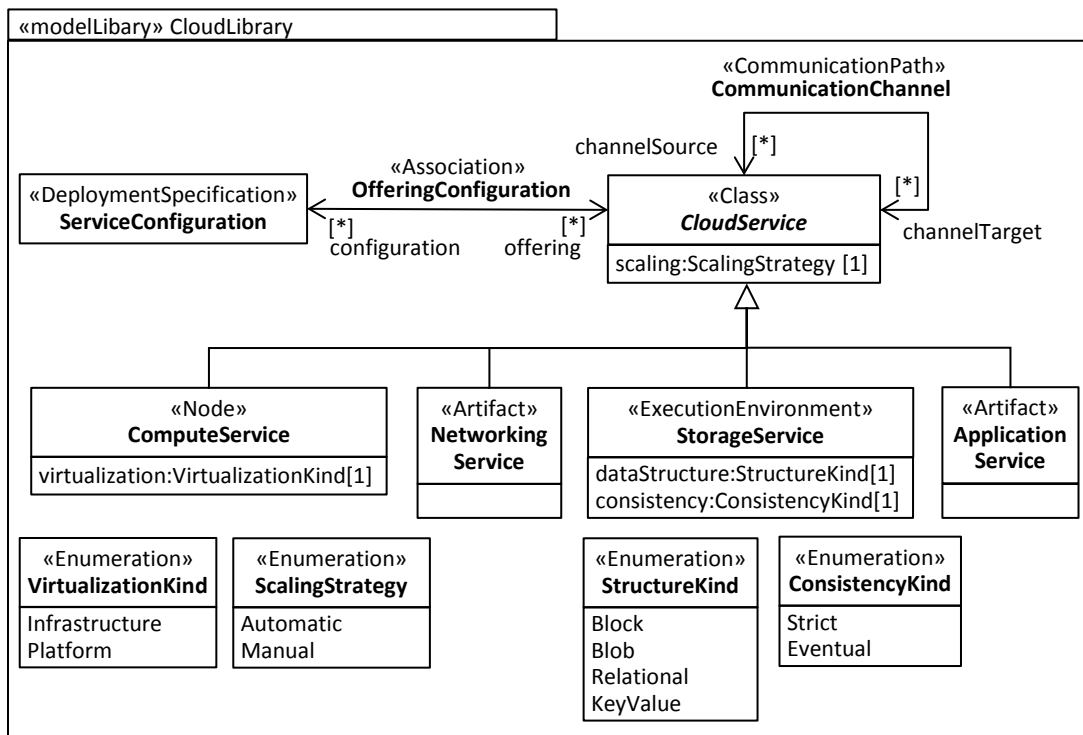 «modelLibary» CloudLibrary
«CommunicationPath»
CommunicationChannel
channelSource
[*]
[*]
channelTarget
«Association»
OfferingConfiguration
[*]
configuration
[*]
offering
«DeploymentSpecification»
ServiceConfiguration
«Class»
CloudService
scaling:ScalingStrategy [1]
«Node»
ComputeService
virtualization:VirtualizationKind[1]
«Artifact»
Networking
Service
«ExecutionEnvironment»
StorageService
dataStructure:StructureKind[1]
consistency:ConsistencyKind[1]
«Artifact»
Application
Service
«Enumeration»
VirtualizationKind
Infrastructure
Platform
«Enumeration»
ScalingStrategy
Automatic
Manual
«Enumeration»
StructureKind
Block
Blob
Relational
KeyValue
«Enumeration»
ConsistencyKind
Strict
Eventual